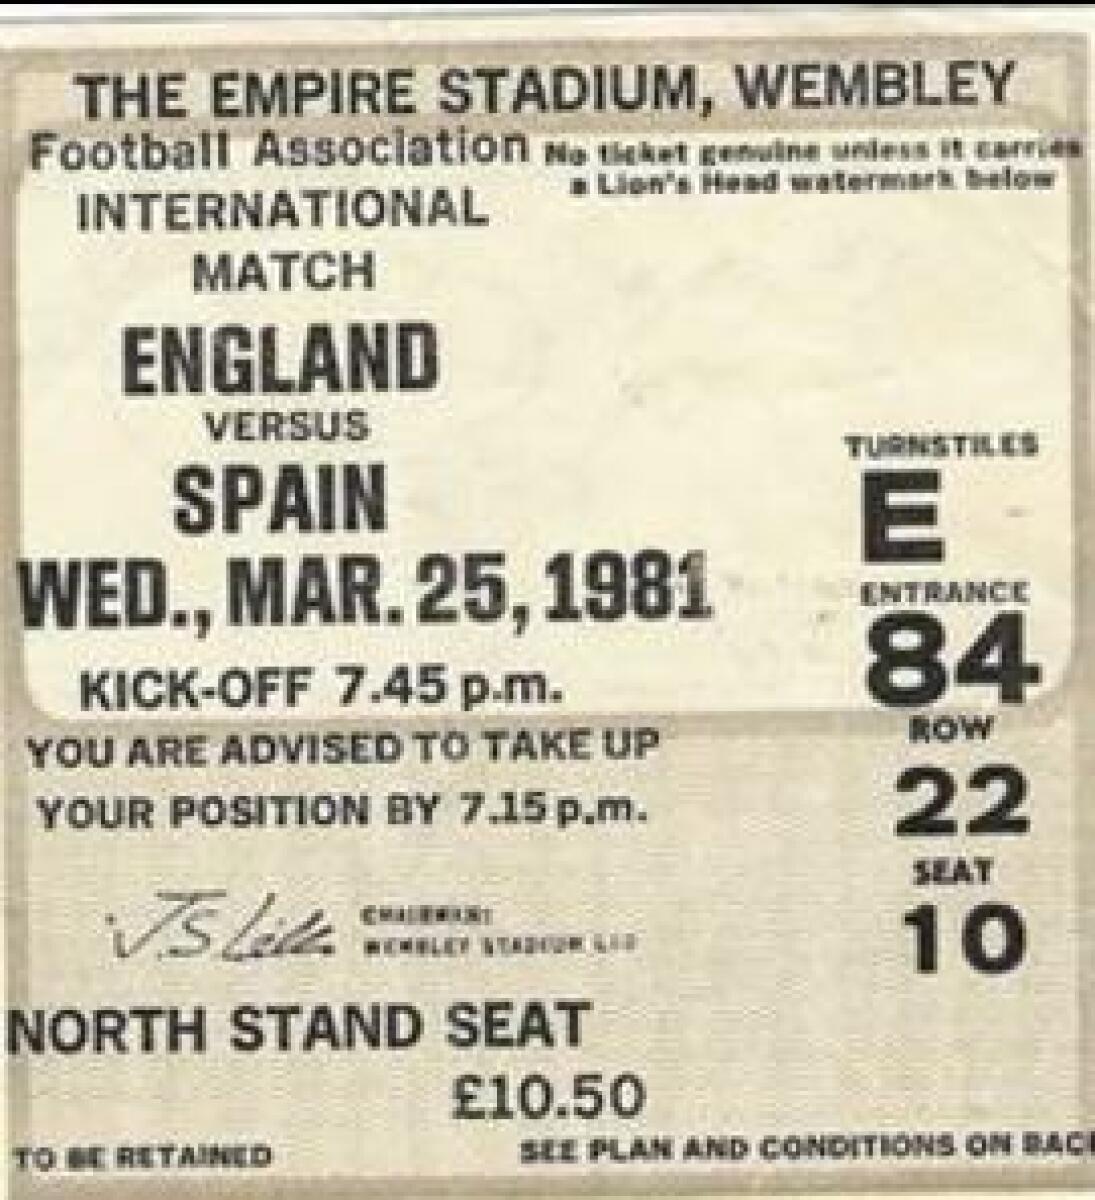 THE EMPIRE STADIUM, WEMBLEY
Football Association
No ticket genuine unless it carries
a Lion's Head watermark below
INTERNATIONAL
MATCH
ENGLAND
VERSUS
SPAIN
WED., MAR. 25, 1981
KICK-OFF 7.45 p.m.
YOU ARE ADVISED TO TAKE UP
YOUR POSITION BY 7.15 p.m.
TURNSTILES
E
ENTRANCE
84
ROW
22
SEAT
10
CHAIRMAN:
WEMBLEY STADIUM LTD
NORTH STAND SEAT
£10.50
TO BE RETAINED
SEE PLAN AND CONDITIONS ON BACK